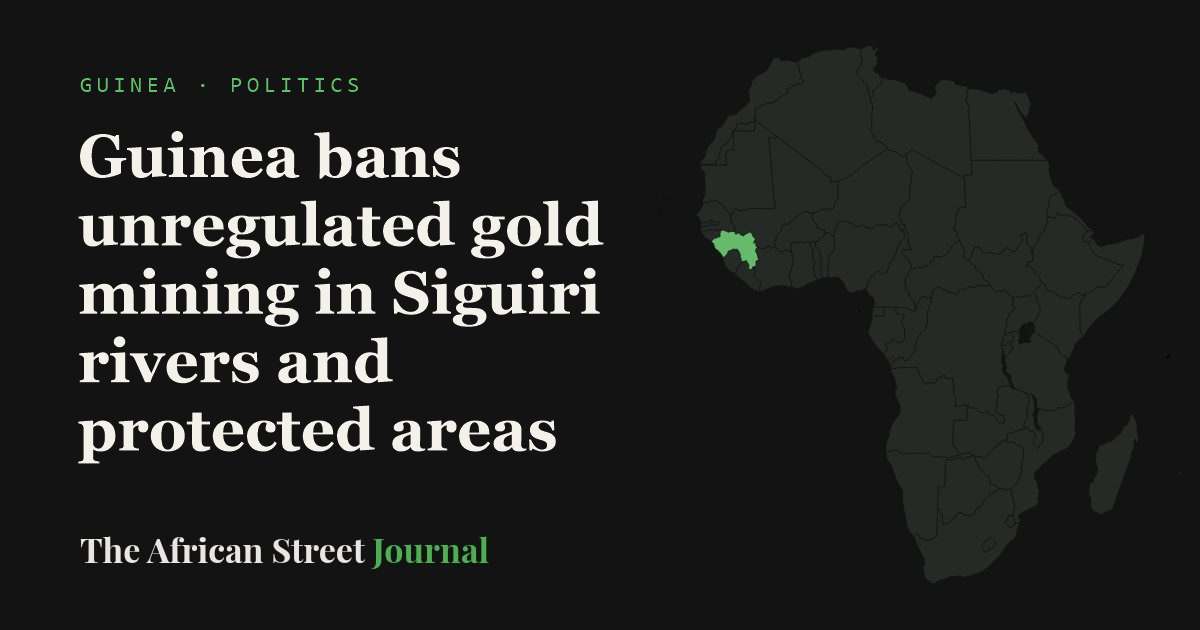 GUINEA · POLITICS
Guinea bans
unregulated gold
mining in Siguiri
rivers and
protected areas
The African Street Journal